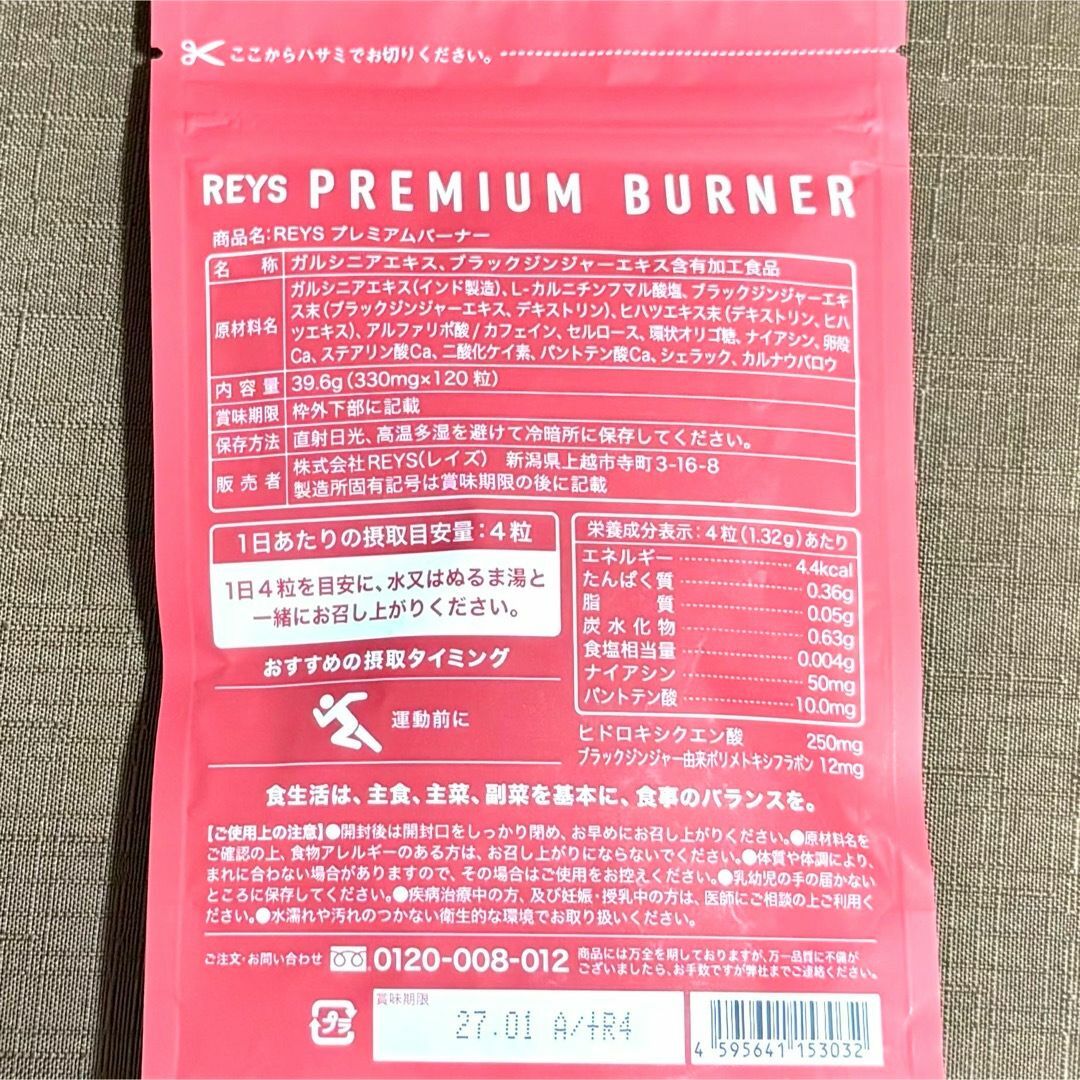 ここからハサミでお切りください。
REYS PREMIUM BURNER
商品名:REYS プレミアムバーナー
名称 ガルシニアエキス、ブラックジンジャーエキス含有加工食品
原材料名 ガルシニアエキス(インド製造)、L-カルニチンフマル酸塩、ブラックジンジャーエキ
ス末(ブラックジンジャーエキス、デキストリン)、ヒハツエキス末(デキストリン、ヒハ
ツエキス)、アルファリポ酸/カフェイン、セルロース、環状オリゴ糖、ナイアシン、卵殻
Ca、ステアリン酸Ca、二酸化ケイ素、パントテン酸Ca、シェラック、カルナウバロウ
内容量 39.6g(330mg×120粒)
賞味期限 枠外下部に記載
保存方法 直射日光、高温多湿を避けて冷暗所に保存してください。
販売者 株式会社REYS(レイズ) 新潟県上越市寺町3-16-8
製造所固有記号は賞味期限の後に記載
1日あたりの摂取目安量:4粒
1日4粒を目安に、水又はぬるま湯と
一緒にお召し上がりください。
おすすめの摂取タイミング
運動前に
栄養成分表示:4粒(1.32g)あたり
エネルギー 4.4kcal
たんぱく質 0.36g
脂質 0.05g
炭水化物 0.63g
食塩相当量 0.004g
ナイアシン 50mg
パントテン酸 10.0mg
ヒドロキシクエン酸 250mg
ブラックジンジャー由来ポリメトキシフラボン 12mg
食生活は、主食、主菜、副菜を基本に、食事のバランスを。
【ご使用上の注意】●開封後は開封口をしっかり閉め、お早めにお召し上がりください。●原材料名を
ご確認の上、食物アレルギーのある方は、お召し上がりにならないでください。●体質や体調により、
まれに合わない場合がありますので、その場合はご使用をお控えください。●乳幼児の手の届かない
ところに保存してください。●疾病治療中の方、及び妊娠・授乳中の方は、医師にご相談の上ご利用く
ださい。●水濡れや汚れのつかない衛生的な環境でお取り扱いください。
ご注文・お問い合わせ 0120-008-012
商品には万全を期しておりますが、万一品質に不備が
ございましたら、お手数ですが弊社までご連絡ください。
プラ
賞味期限
27.01 A/tR4
4 595641 153032